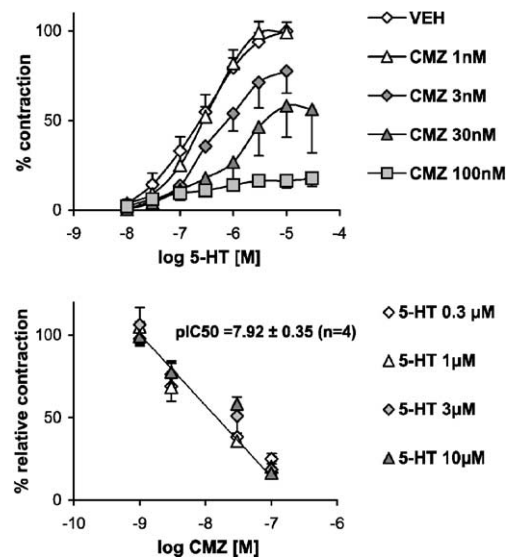 100
50
0
% contraction
-9
-8
-7
-6
-5
-4
log 5-HT [M]
VEH
CMZ 1nM
CMZ 3nM
CMZ 30nM
CMZ 100nM
100
50
0
% relative contraction
pIC50 =7.92 ± 0.35 (n=4)
-10
-9
-8
-7
-6
log CMZ [M]
5-HT 0.3 µM
5-HT 1µM
5-HT 3µM
5-HT 10µM